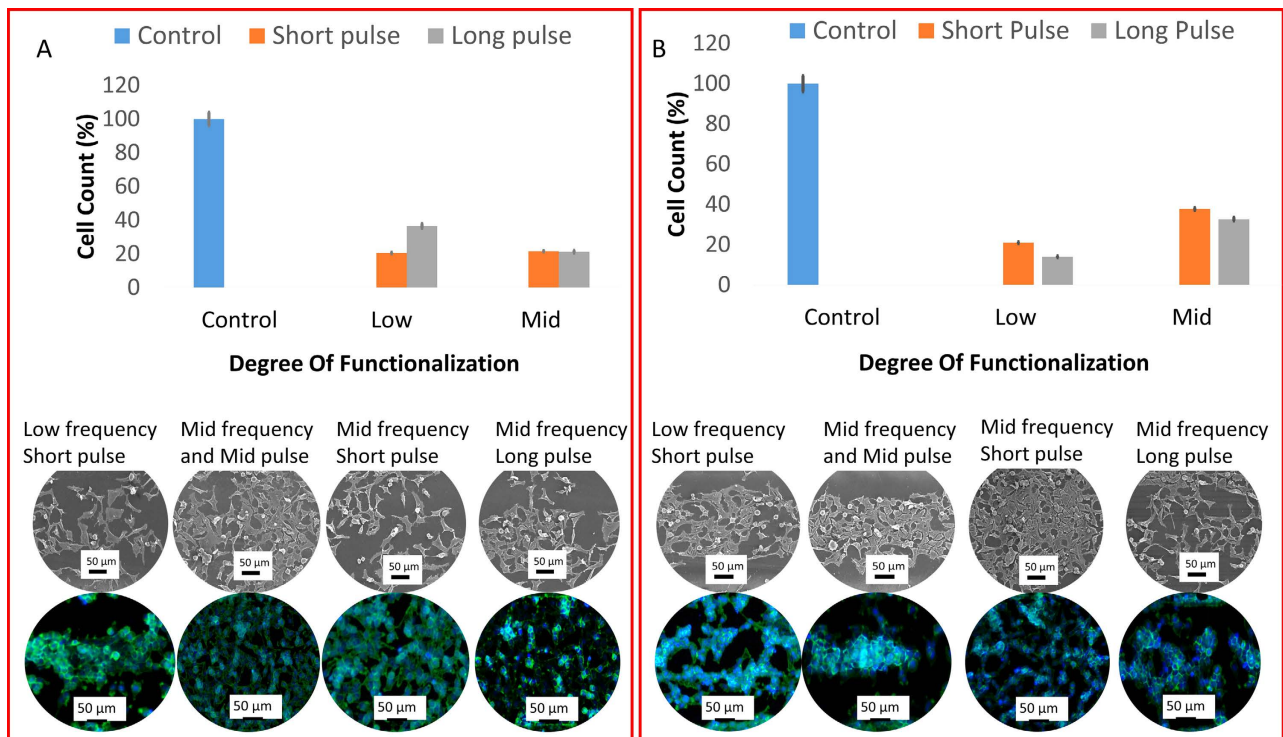 A
Control Short pulse Long pulse
120
100
80
60
40
20
0
Cell Count (%)
Control Low Mid
Degree Of Functionalization
Low frequency
Short pulse
Mid frequency
and Mid pulse
Mid frequency
Short pulse
Mid frequency
Long pulse
50 µm 50 µm 50 µm 50 µm
50 µm 50 µm 50 µm 50 µm
B
Control Short Pulse Long Pulse
120
100
80
60
40
20
0
Cell Count (%)
Control Low Mid
Degree Of Functionalization
Low frequency
Short pulse
Mid frequency
and Mid pulse
Mid frequency
Short pulse
Mid frequency
Long pulse
50 µm 50 µm 50 µm 50 µm
50 µm 50 µm 50 µm 50 µm